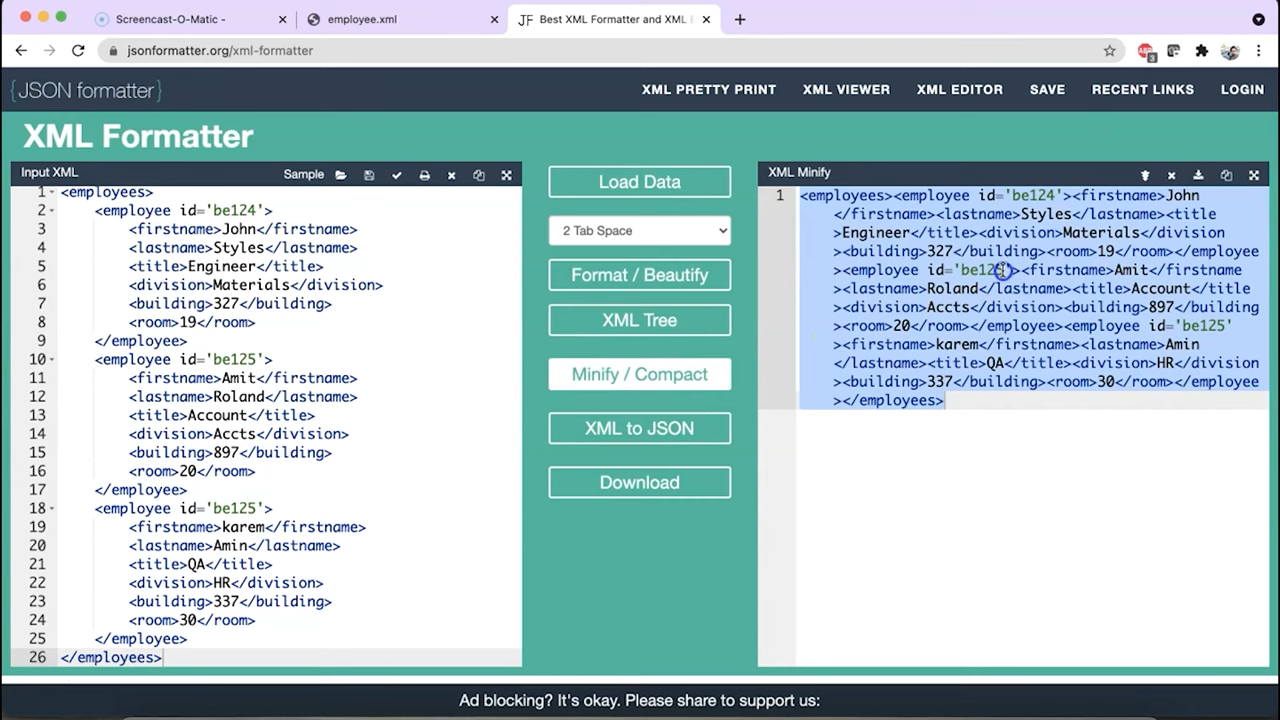 Screencast-O-Matic -
employee.xml
JF Best XML Formatter and XML B
jsonformatter.org/xml-formatter
3
{JSON formatter}
XML PRETTY PRINT XML VIEWER XML EDITOR SAVE RECENT LINKS LOGIN
XML Formatter
Input XML Sample
1 <employees>
2 <employee id='be124'>
3 <firstname>John</firstname>
4 <lastname>Styles</lastname>
5 <title>Engineer</title>
6 <division>Materials</division>
7 <building>327</building>
8 <room>19</room>
9 </employee>
10 <employee id='be125'>
11 <firstname>Amit</firstname>
12 <lastname>Roland</lastname>
13 <title>Account</title>
14 <division>Accts</division>
15 <building>897</building>
16 <room>20</room>
17 </employee>
18 <employee id='be125'>
19 <firstname>karem</firstname>
20 <lastname>Amin</lastname>
21 <title>QA</title>
22 <division>HR</division>
23 <building>337</building>
24 <room>30</room>
25 </employee>
26 </employees>
Load Data
2 Tab Space
Format / Beautify
XML Tree
Minify / Compact
XML to JSON
Download
XML Minify
1 <employees><employee id='be124'><firstname>John
</firstname><lastname>Styles</lastname><title
>Engineer</title><division>Materials</division
><building>327</building><room>19</room></employee
><employee id='be125'><firstname>Amit</firstname
><lastname>Roland</lastname><title>Account</title
><division>Accts</division><building>897</building
><room>20</room></employee><employee id='be125'
><firstname>karem</firstname><lastname>Amin
</lastname><title>QA</title><division>HR</division
><building>337</building><room>30</room></employee
></employees>
Ad blocking? It's okay. Please share to support us: